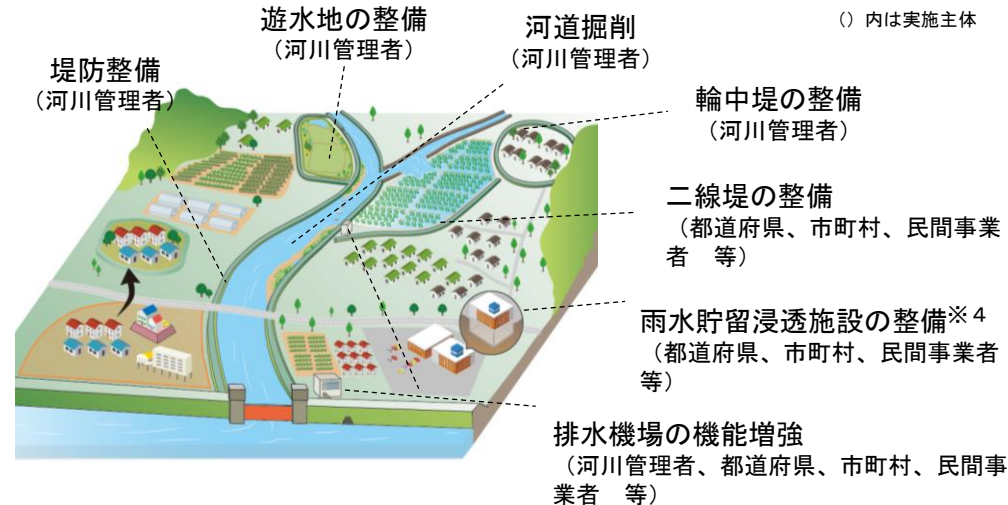 （）内は実施主体
遊水地の整備
（河川管理者）
河道掘削
（河川管理者）
堤防整備
（河川管理者）
輪中堤の整備
（河川管理者）
二線堤の整備
（都道府県、市町村、民間事業
者　等）
雨水貯留浸透施設の整備※４
（都道府県、市町村、民間事業者
等）
排水機場の機能増強
（河川管理者、都道府県、市町村、民間事
業者　等）